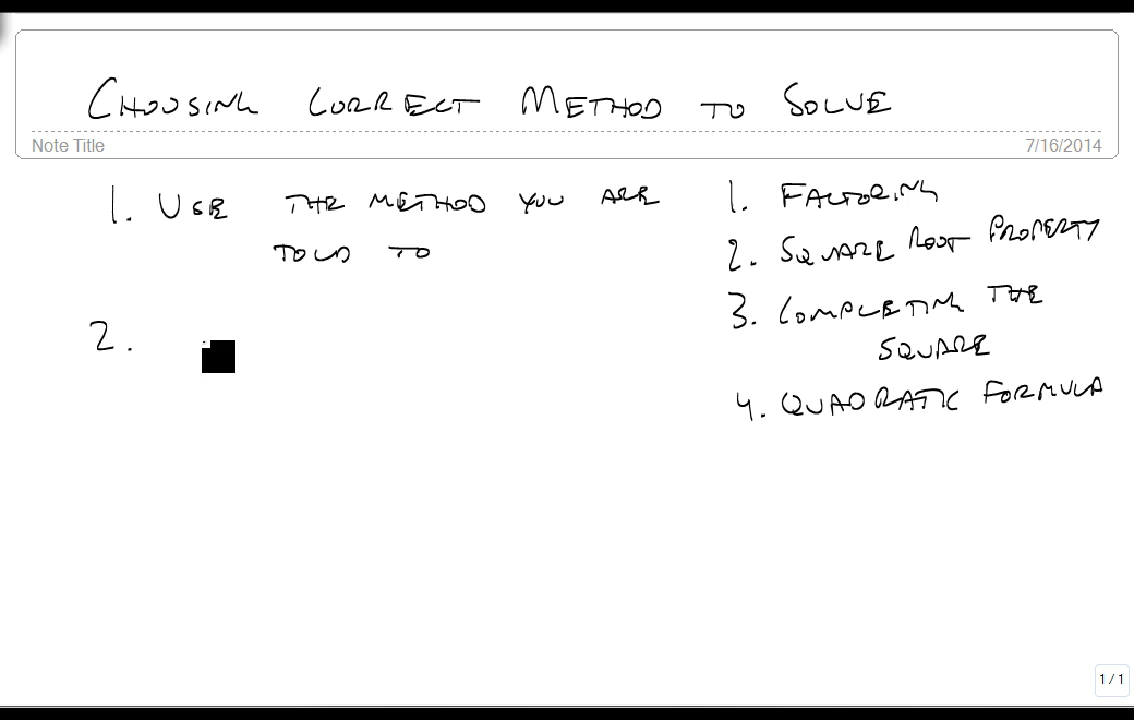 CHOOSING CORRECT METHOD TO SOLVE
Note Title
7/16/2014
1. USE THE METHOD YOU ARE
TOLD TO
2.
1. FACTORING
2. SQUARE ROOT PROPERTY
3. COMPLETING THE
SQUARE
4. QUADRATIC FORMULA
1 / 1